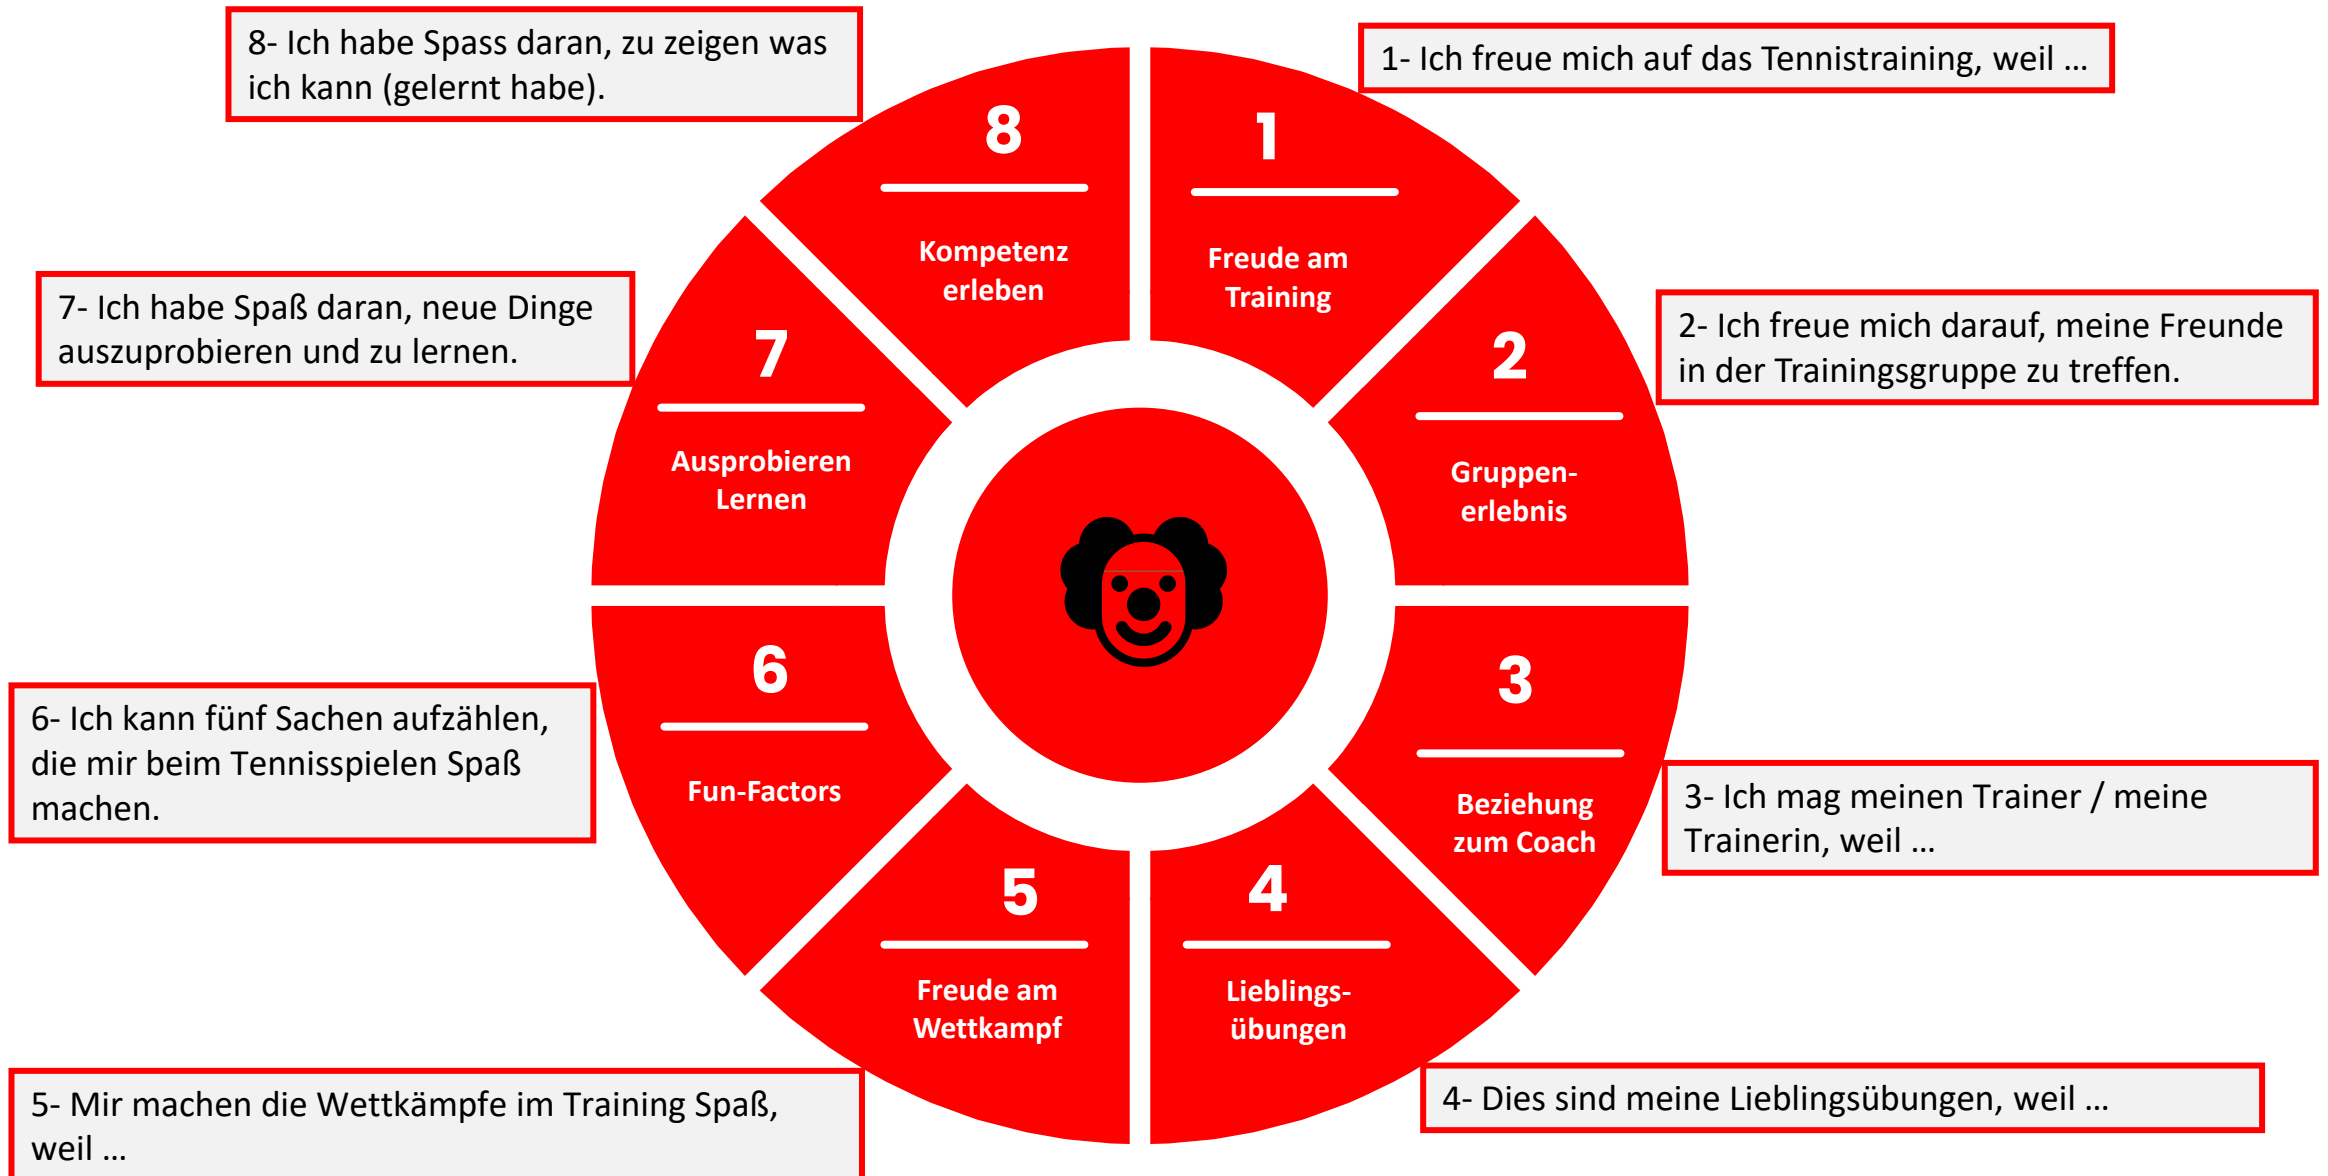 8- Ich habe Spass daran, zu zeigen was
ich kann (gelernt habe).
1- Ich freue mich auf das Tennistraining, weil ...
8
Kompetenz
erleben
1
Freude am
Training
7- Ich habe Spaß daran, neue Dinge
auszuprobieren und zu lernen.
7
Ausprobieren
Lernen
2
Gruppen-
erlebnis
2- Ich freue mich darauf, meine Freunde
in der Trainingsgruppe zu treffen.
6- Ich kann fünf Sachen aufzählen,
die mir beim Tennisspielen Spaß
machen.
6
Fun-Factors
3
Beziehung
zum Coach
3- Ich mag meinen Trainer / meine
Trainerin, weil ...
5
Freude am
Wettkampf
4
Lieblings-
übungen
5- Mir machen die Wettkämpfe im Training Spaß,
weil ...
4- Dies sind meine Lieblingsübungen, weil ...